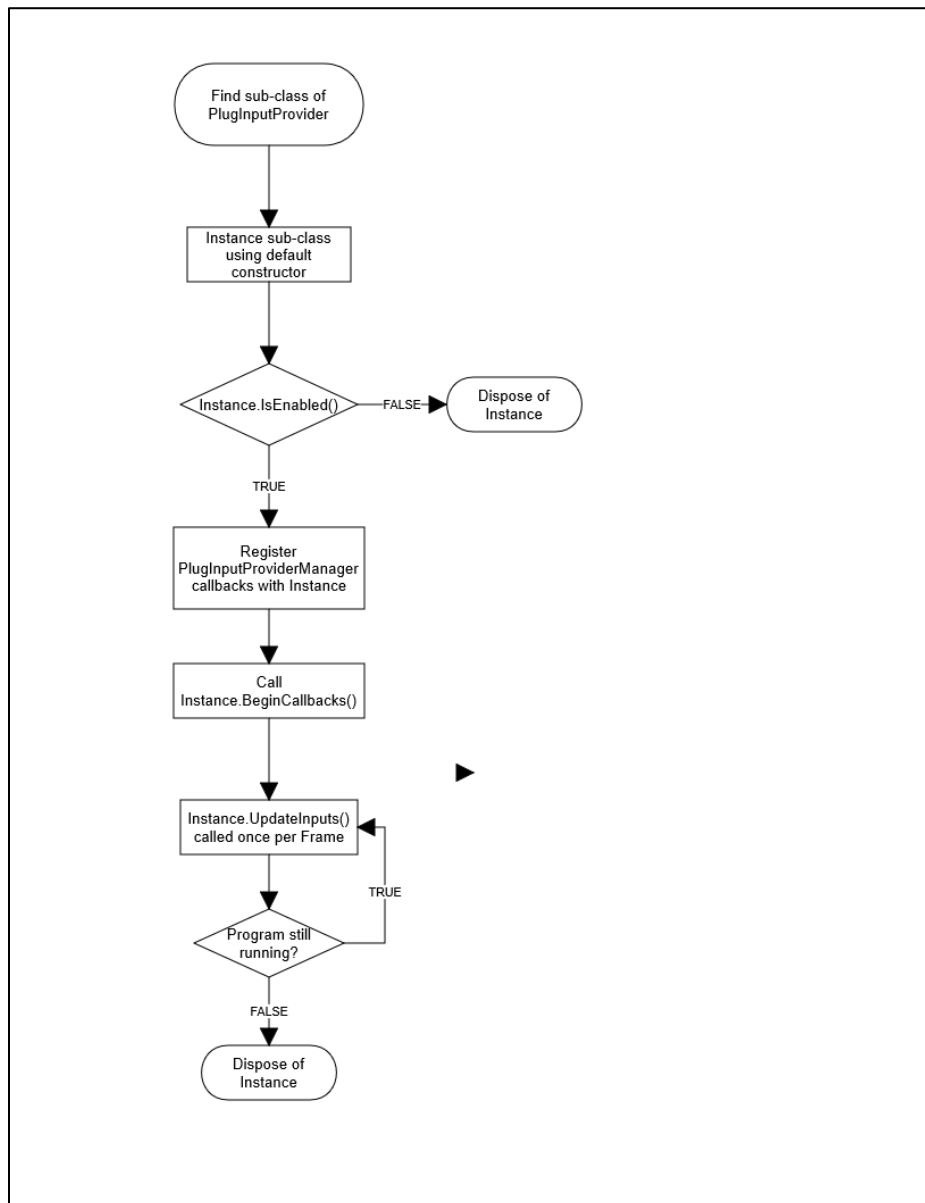 Find sub-class of
PlugInputProvider
Instance sub-class
using default
constructor
Instance.IsEnabled()
FALSE
Dispose of
Instance
TRUE
Register
PlugInputProviderManager
callbacks with Instance
Call
Instance.BeginCallbacks()
Instance.UpdateInputs()
called once per Frame
TRUE
Program still
running?
FALSE
Dispose of
Instance